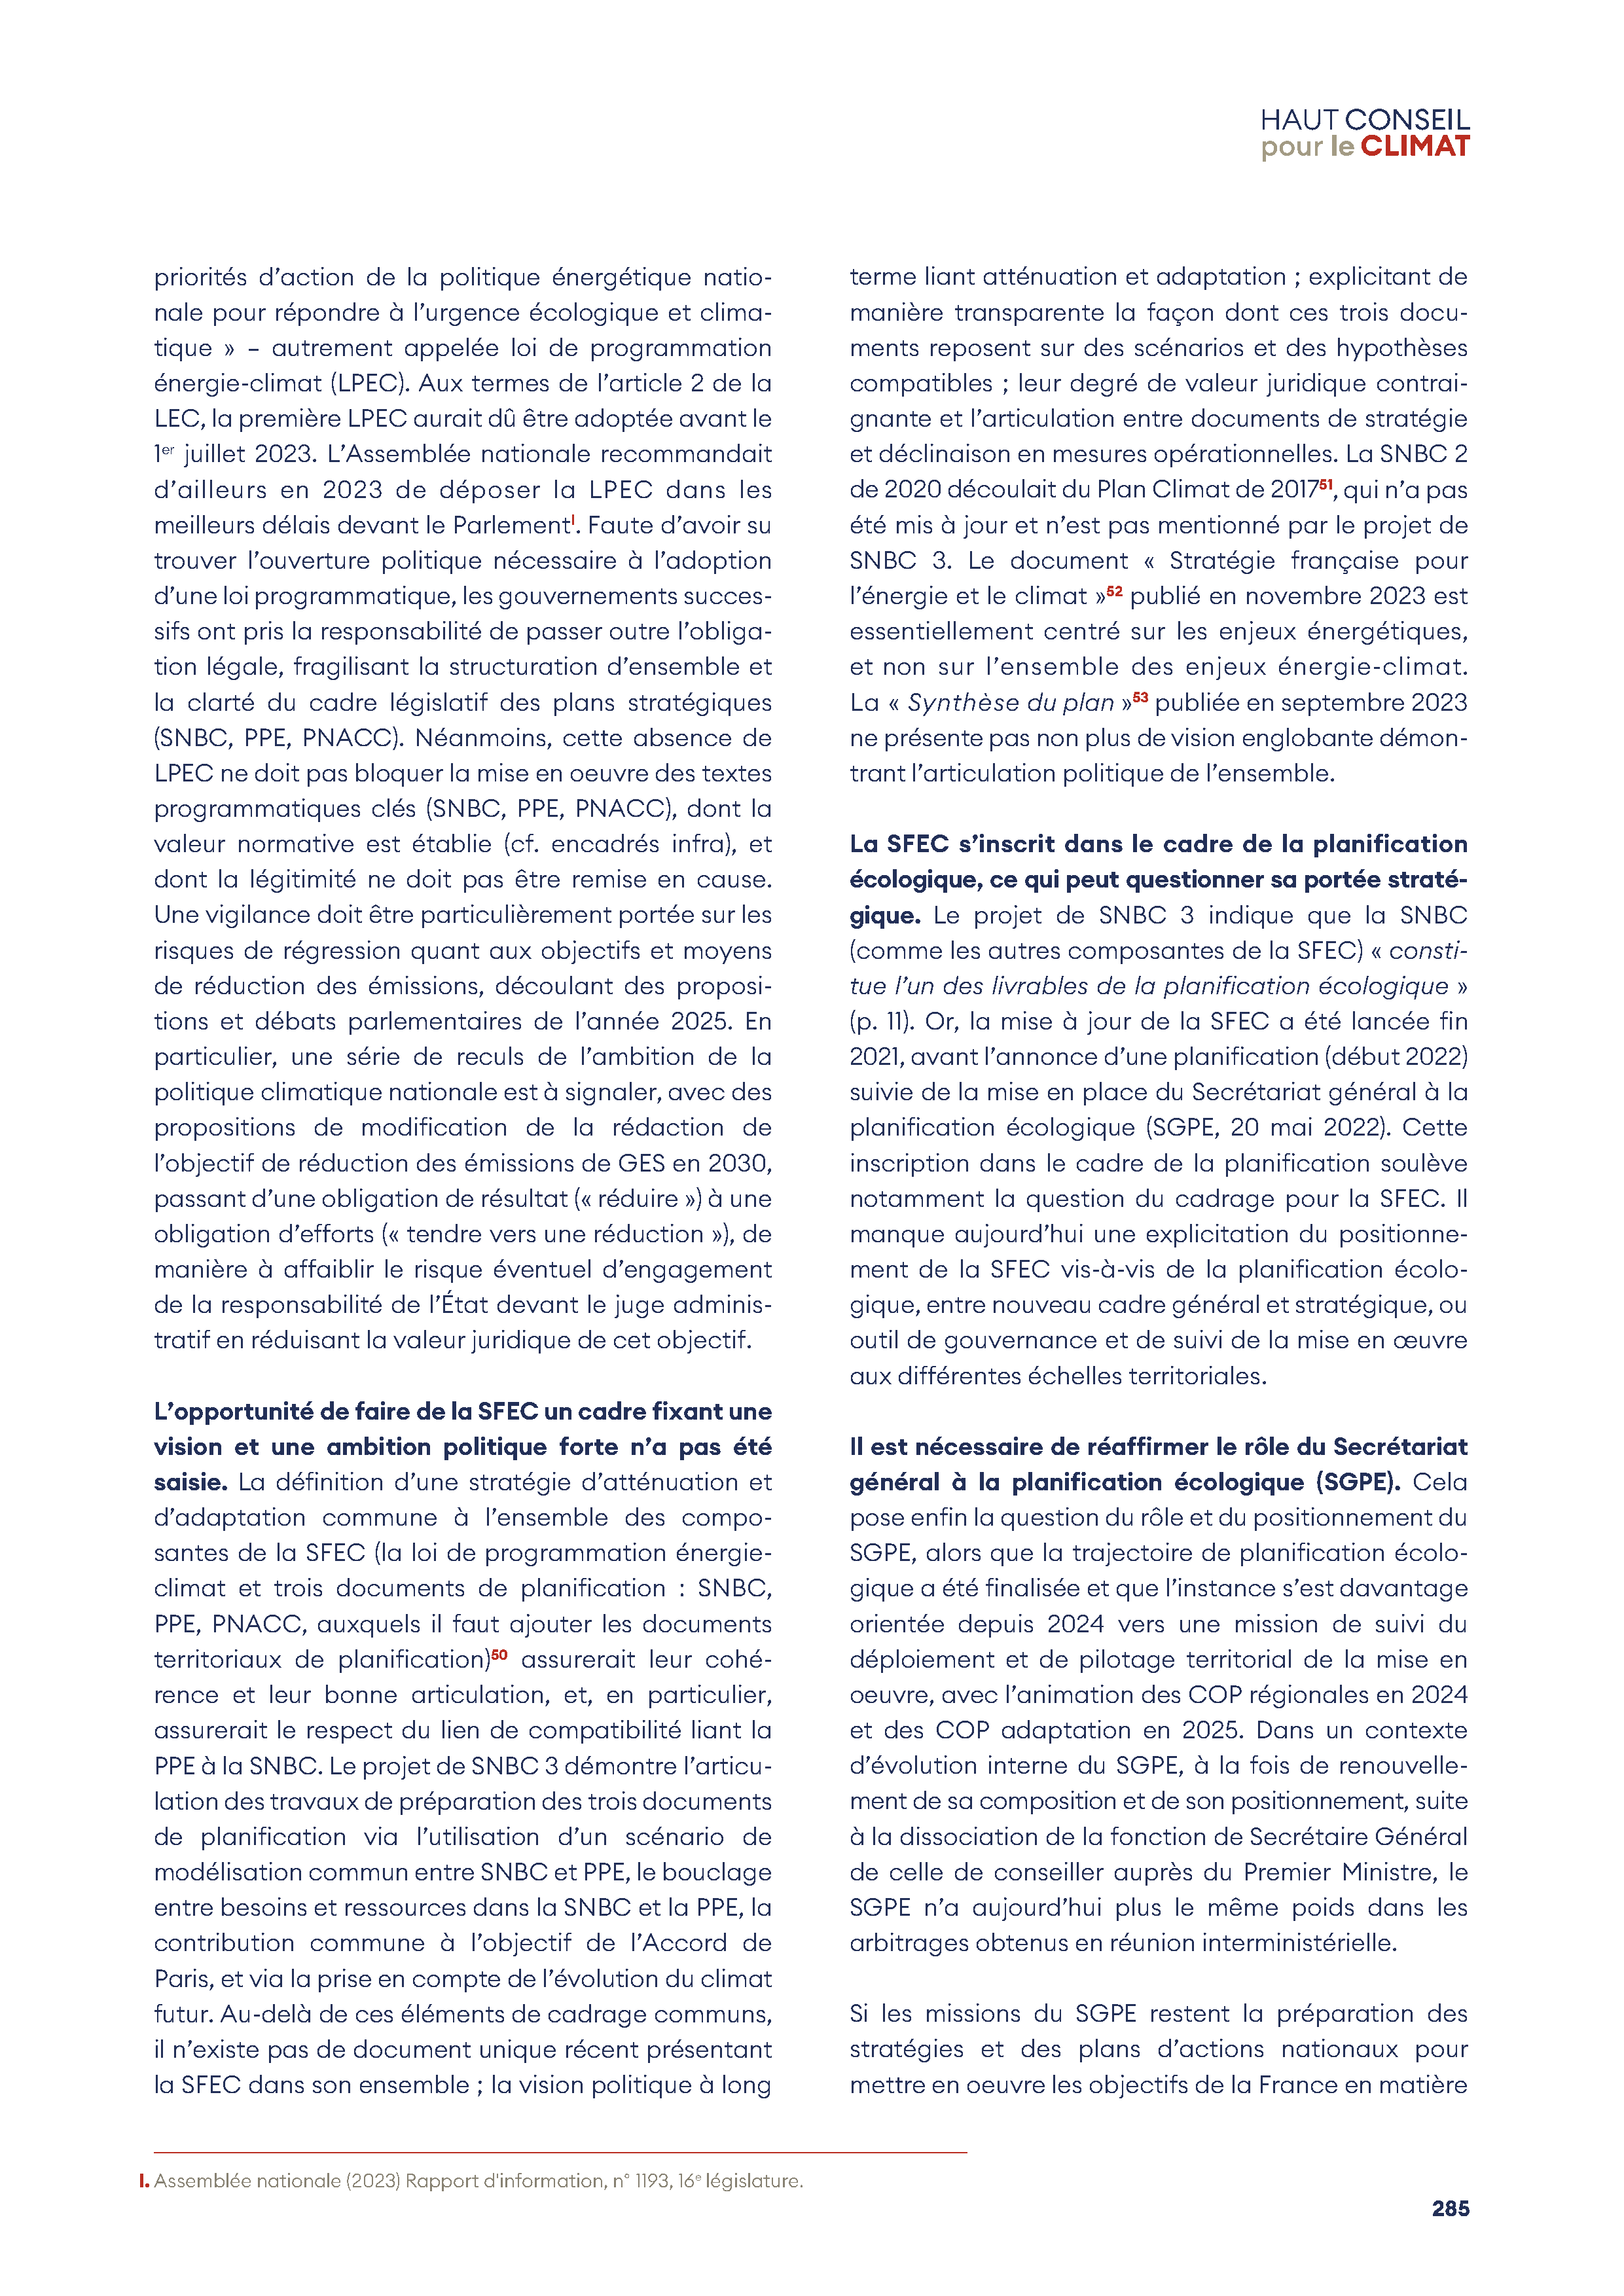 HAUT CONSEIL
pour le CLIMAT
priorités d’action de la politique énergétique natio-
nale pour répondre à l’urgence écologique et clima-
tique » – autrement appelée loi de programmation
énergie-climat (LPEC). Aux termes de l’article 2 de la
LEC, la première LPEC aurait dû être adoptée avant le
1er juillet 2023. L’Assemblée nationale recommandait
d’ailleurs en 2023 de déposer la LPEC dans les
meilleurs délais devant le ParlementI. Faute d’avoir su
trouver l’ouverture politique nécessaire à l’adoption
d’une loi programmatique, les gouvernements succes-
sifs ont pris la responsabilité de passer outre l’obliga-
tion légale, fragilisant la structuration d’ensemble et
la clarté du cadre législatif des plans stratégiques
(SNBC, PPE, PNACC). Néanmoins, cette absence de
LPEC ne doit pas bloquer la mise en oeuvre des textes
programmatiques clés (SNBC, PPE, PNACC), dont la
valeur normative est établie (cf. encadrés infra), et
dont la légitimité ne doit pas être remise en cause.
Une vigilance doit être particulièrement portée sur les
risques de régression quant aux objectifs et moyens
de réduction des émissions, découlant des proposi-
tions et débats parlementaires de l’année 2025. En
particulier, une série de reculs de l’ambition de la
politique climatique nationale est à signaler, avec des
propositions de modification de la rédaction de
l’objectif de réduction des émissions de GES en 2030,
passant d’une obligation de résultat (« réduire ») à une
obligation d’efforts (« tendre vers une réduction »), de
manière à affaiblir le risque éventuel d’engagement
de la responsabilité de l’État devant le juge adminis-
tratif en réduisant la valeur juridique de cet objectif.
L’opportunité de faire de la SFEC un cadre fixant une
vision et une ambition politique forte n’a pas été
saisie. La définition d’une stratégie d’atténuation et
d’adaptation commune à l’ensemble des compo-
santes de la SFEC (la loi de programmation énergie-
climat et trois documents de planification : SNBC,
PPE, PNACC, auxquels il faut ajouter les documents
territoriaux de planification)50 assurerait leur cohé-
rence et leur bonne articulation, et, en particulier,
assurerait le respect du lien de compatibilité liant la
PPE à la SNBC. Le projet de SNBC 3 démontre l’articu-
lation des travaux de préparation des trois documents
de planification via l’utilisation d’un scénario de
modélisation commun entre SNBC et PPE, le bouclage
entre besoins et ressources dans la SNBC et la PPE, la
contribution commune à l’objectif de l’Accord de
Paris, et via la prise en compte de l’évolution du climat
futur. Au-delà de ces éléments de cadrage communs,
il n’existe pas de document unique récent présentant
la SFEC dans son ensemble ; la vision politique à long
terme liant atténuation et adaptation ; explicitant de
manière transparente la façon dont ces trois docu-
ments reposent sur des scénarios et des hypothèses
compatibles ; leur degré de valeur juridique contrai-
gnante et l’articulation entre documents de stratégie
et déclinaison en mesures opérationnelles. La SNBC 2
de 2020 découlait du Plan Climat de 201751, qui n’a pas
été mis à jour et n’est pas mentionné par le projet de
SNBC 3. Le document « Stratégie française pour
l’énergie et le climat »52 publié en novembre 2023 est
essentiellement centré sur les enjeux énergétiques,
et non sur l’ensemble des enjeux énergie-climat.
La « Synthèse du plan »53 publiée en septembre 2023
ne présente pas non plus de vision englobante démon-
trant l’articulation politique de l’ensemble.
La SFEC s’inscrit dans le cadre de la planification
écologique, ce qui peut questionner sa portée straté-
gique. Le projet de SNBC 3 indique que la SNBC
(comme les autres composantes de la SFEC) « consti-
tue l’un des livrables de la planification écologique »
(p. 11). Or, la mise à jour de la SFEC a été lancée fin
2021, avant l’annonce d’une planification (début 2022)
suivie de la mise en place du Secrétariat général à la
planification écologique (SGPE, 20 mai 2022). Cette
inscription dans le cadre de la planification soulève
notamment la question du cadrage pour la SFEC. Il
manque aujourd’hui une explicitation du positionne-
ment de la SFEC vis-à-vis de la planification écolo-
gique, entre nouveau cadre général et stratégique, ou
outil de gouvernance et de suivi de la mise en œuvre
aux différentes échelles territoriales.
Il est nécessaire de réaffirmer le rôle du Secrétariat
général à la planification écologique (SGPE). Cela
pose enfin la question du rôle et du positionnement du
SGPE, alors que la trajectoire de planification écolo-
gique a été finalisée et que l’instance s’est davantage
orientée depuis 2024 vers une mission de suivi du
déploiement et de pilotage territorial de la mise en
oeuvre, avec l’animation des COP régionales en 2024
et des COP adaptation en 2025. Dans un contexte
d’évolution interne du SGPE, à la fois de renouvelle-
ment de sa composition et de son positionnement, suite
à la dissociation de la fonction de Secrétaire Général
de celle de conseiller auprès du Premier Ministre, le
SGPE n’a aujourd’hui plus le même poids dans les
arbitrages obtenus en réunion interministérielle.
Si les missions du SGPE restent la préparation des
stratégies et des plans d’actions nationaux pour
mettre en oeuvre les objectifs de la France en matière
I. Assemblée nationale (2023) Rapport d'information, n° 1193, 16e législature.
285